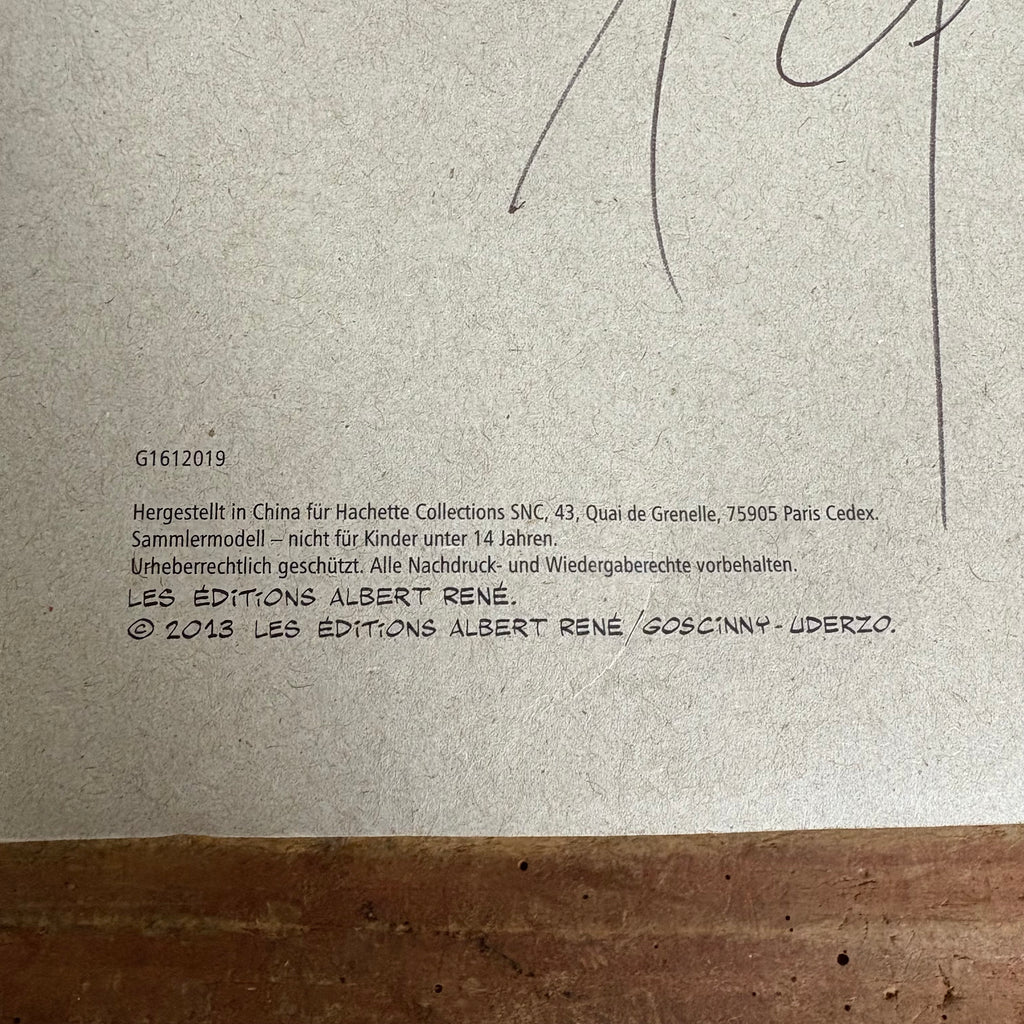 G1612019
Hergestellt in China für Hachette Collections SNC, 43, Quai de Grenelle, 75905 Paris Cedex.
Sammlermodell – nicht für Kinder unter 14 Jahren.
Urheberrechtlich geschützt. Alle Nachdruck- und Wiedergaberechte vorbehalten.
LES ÉDITIONS ALBERT RENÉ.
© 2013 LES ÉDITIONS ALBERT RENÉ/GOSCINNY-UDERZO.